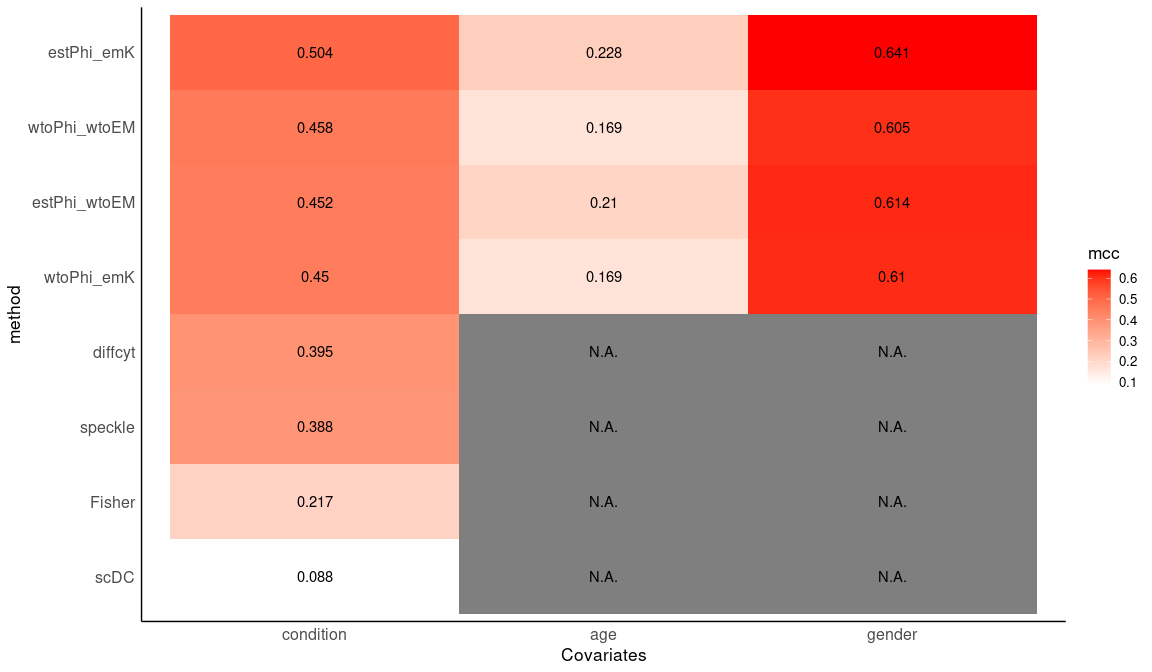 estPhi_emK 0.504 0.228 0.641
wtoPhi_wtoEM 0.458 0.169 0.605
estPhi_wtoEM 0.452 0.21 0.614
wtoPhi_emK 0.45 0.169 0.61
diffcyt 0.395 N.A. N.A.
speckle 0.388 N.A. N.A.
Fisher 0.217 N.A. N.A.
scDC 0.088 N.A. N.A.
method
condition age gender
Covariates
mcc
0.6
0.5
0.4
0.3
0.2
0.1